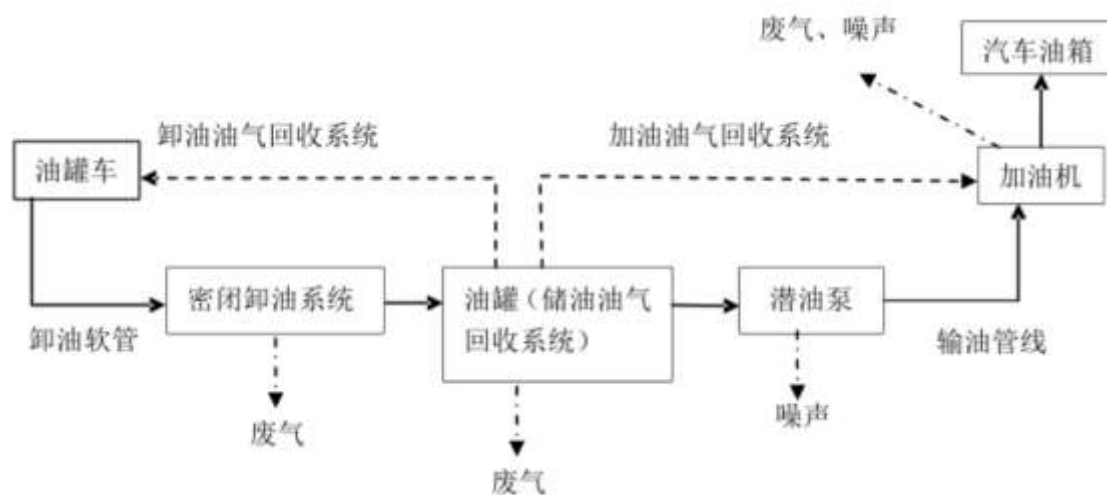 废气、噪声
汽车油箱
卸油油气回收系统
加油油气回收系统
油罐车
加油机
密闭卸油系统
油罐（储油油气
回收系统）
潜油泵
卸油软管
输油管线
废气
噪声
废气